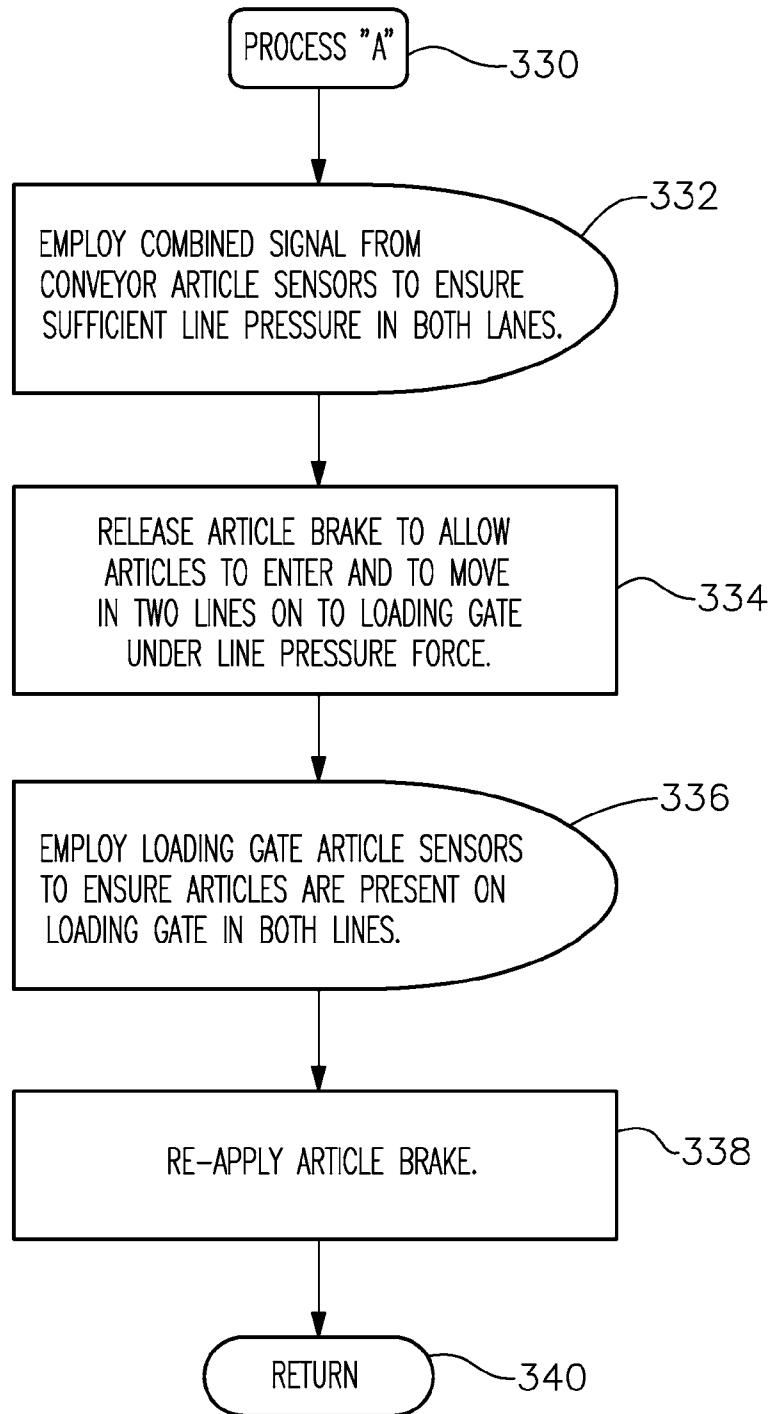 PROCESS "A"
330
332
EMPLOY COMBINED SIGNAL FROM
CONVEYOR ARTICLE SENSORS TO ENSURE
SUFFICIENT LINE PRESSURE IN BOTH LANES.
RELEASE ARTICLE BRAKE TO ALLOW
ARTICLES TO ENTER AND TO MOVE
IN TWO LINES ON TO LOADING GATE
UNDER LINE PRESSURE FORCE.
334
336
EMPLOY LOADING GATE ARTICLE SENSORS
TO ENSURE ARTICLES ARE PRESENT ON
LOADING GATE IN BOTH LINES.
RE-APPLY ARTICLE BRAKE.
338
RETURN
340